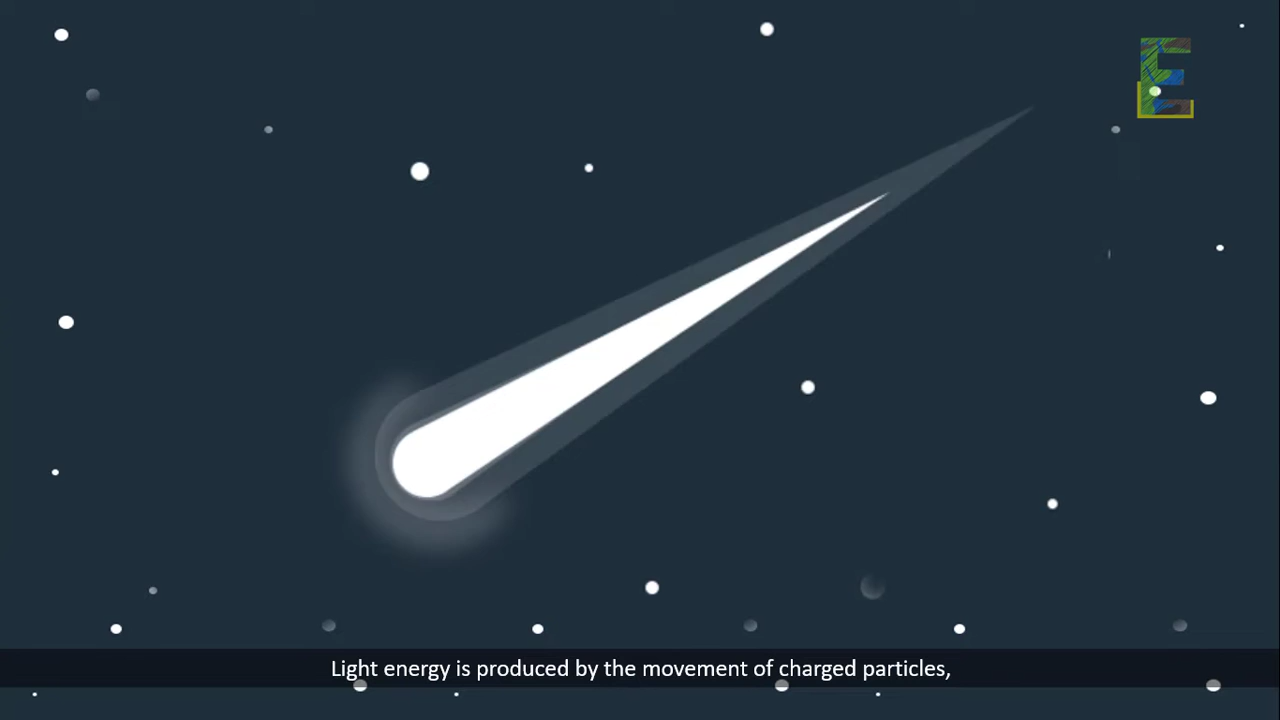 E
Light energy is produced by the movement of charged particles,